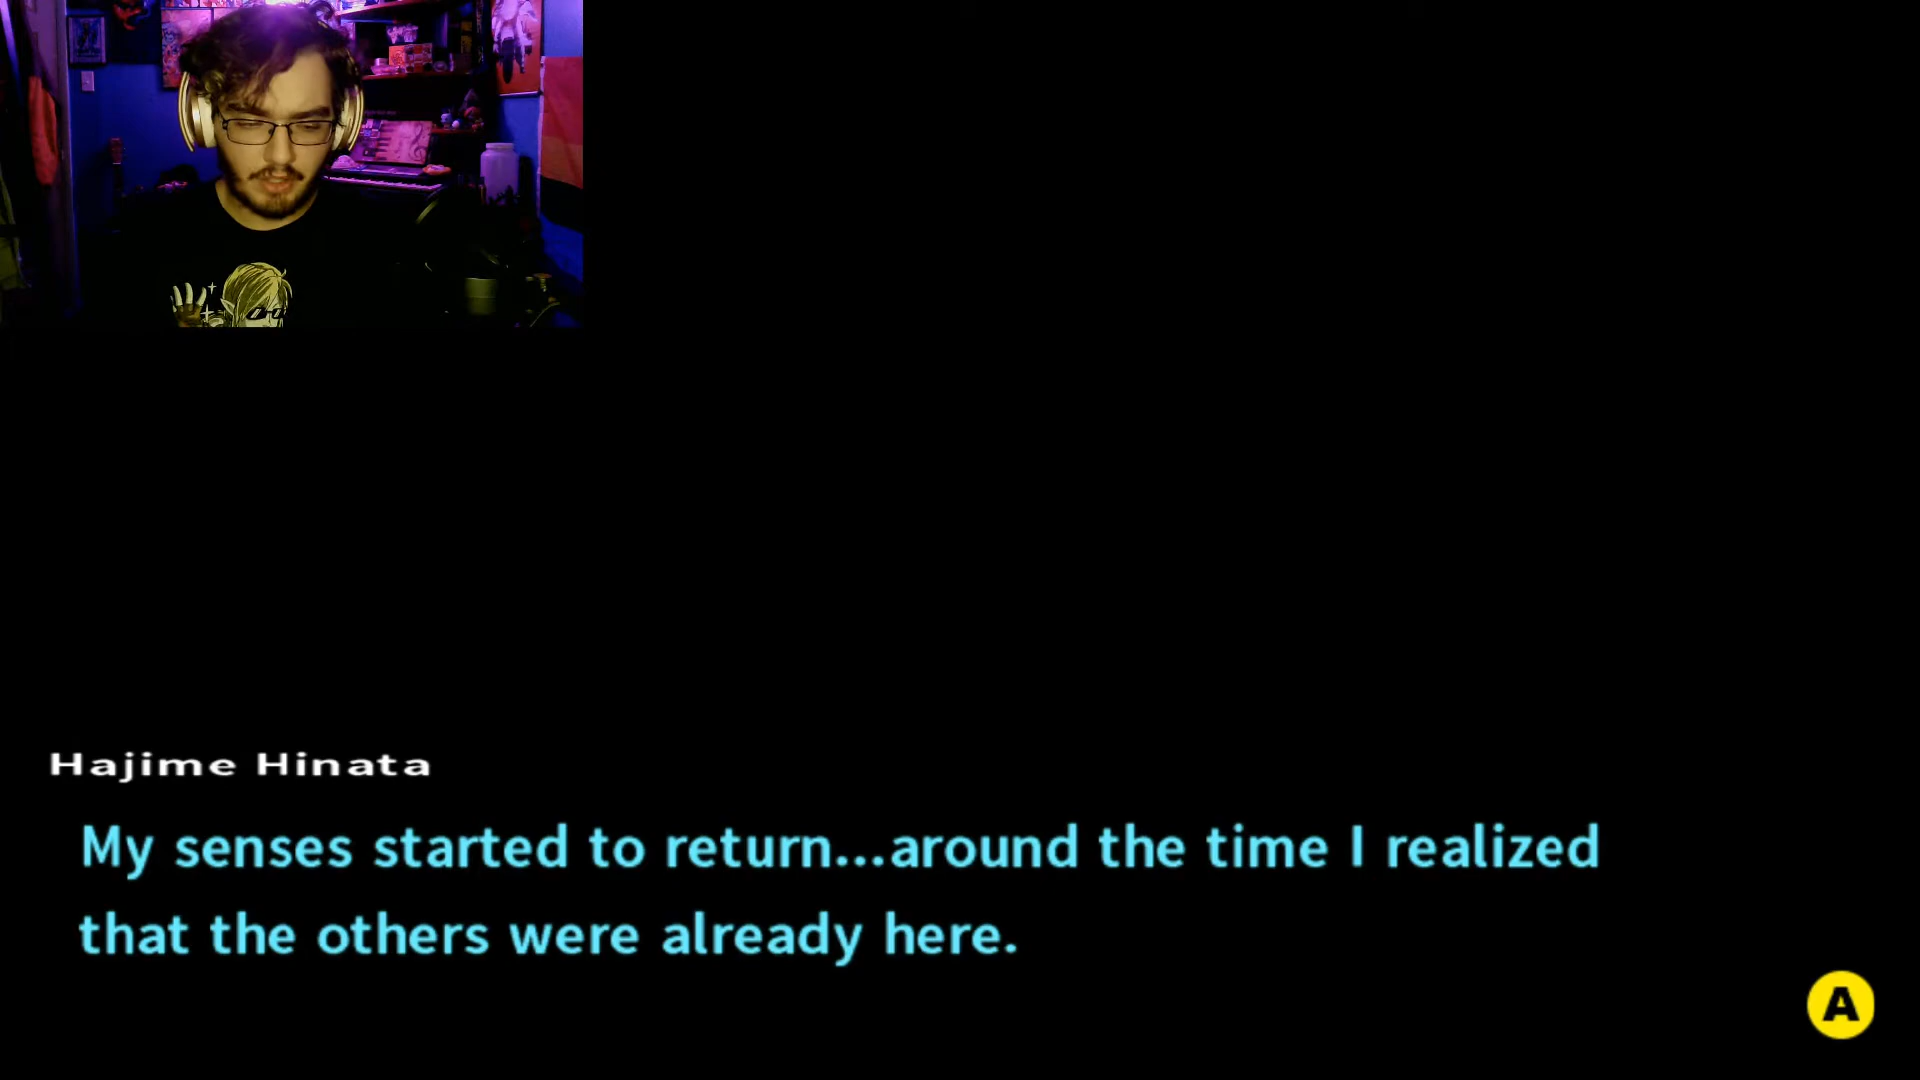 Hajime Hinata
My senses started to return...around the time I realized
that the others were already here.
A